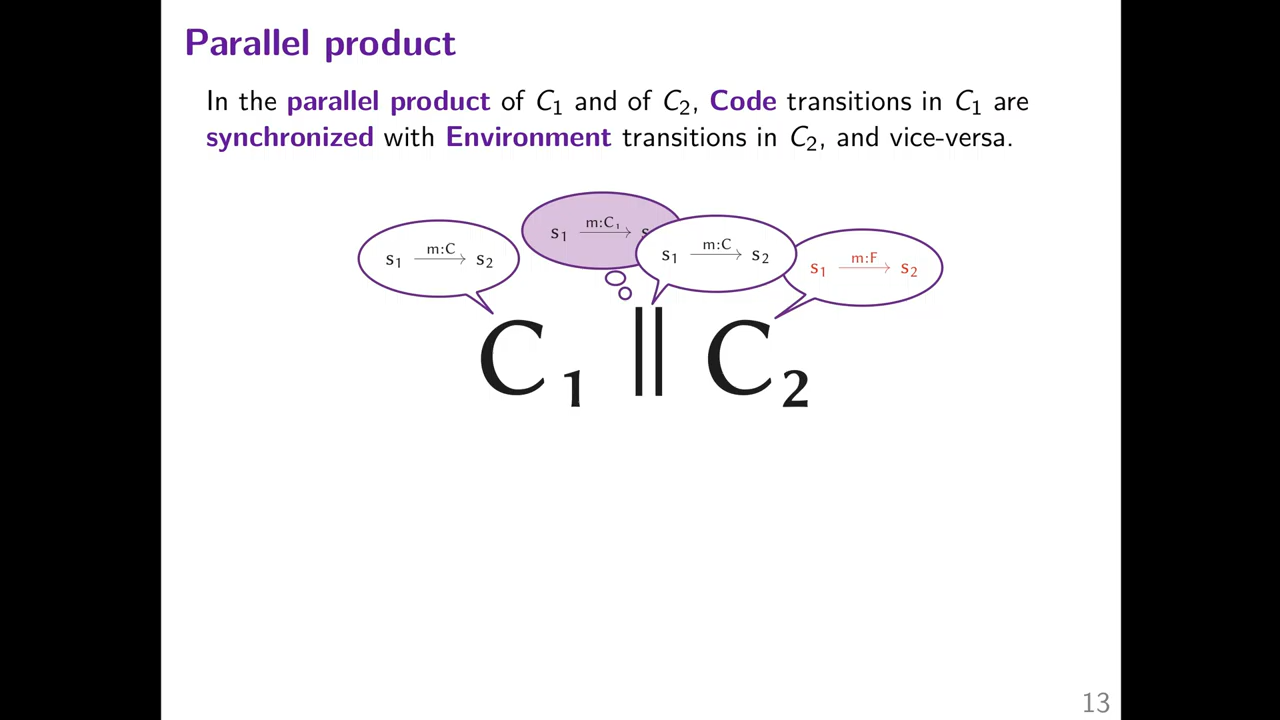 Parallel product
In the parallel product of C₁ and of C₂, Code transitions in C₁ are
synchronized with Environment transitions in C₂, and vice-versa.
s₁ m:C → s₂
s₁ m:C₁ → s
s₁ m:C → s₂
s₁ m:F → s₂
C₁ || C₂
13